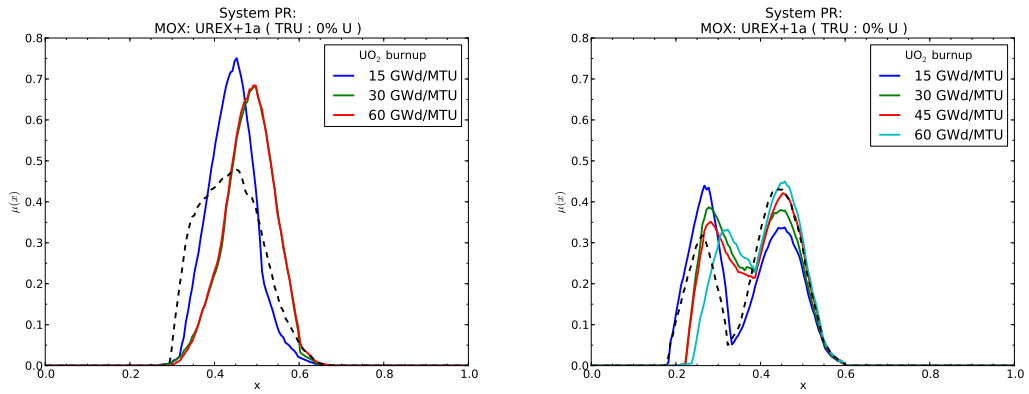 System PR:
MOX: UREX+1a ( TRU : 0% U )
0.8
0.7
0.6
0.5
0.4
0.3
0.2
0.1
0.0
μ(x)
UO₂ burnup
15 GWd/MTU
30 GWd/MTU
60 GWd/MTU
0.0 0.2 0.4 0.6 0.8 1.0
x
System PR:
MOX: UREX+1a ( TRU : 0% U )
0.8
0.7
0.6
0.5
0.4
0.3
0.2
0.1
0.0
μ(x)
UO₂ burnup
15 GWd/MTU
30 GWd/MTU
45 GWd/MTU
60 GWd/MTU
0.0 0.2 0.4 0.6 0.8 1.0
x